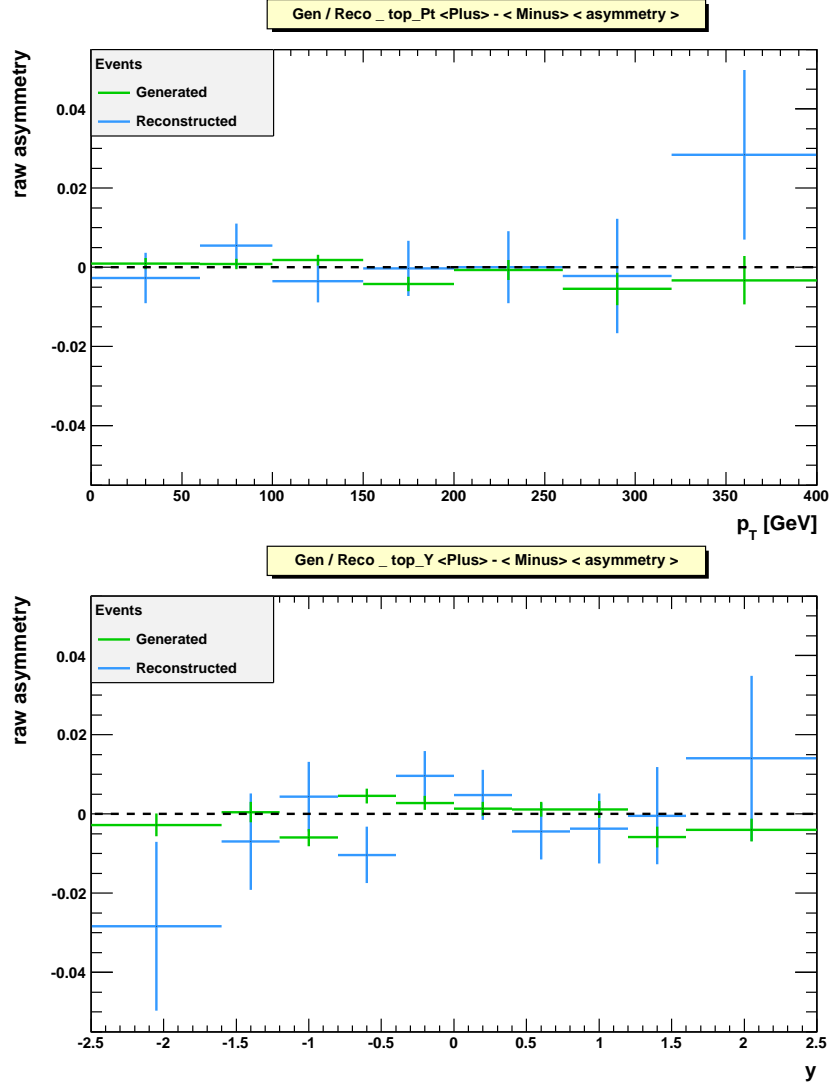 Gen / Reco _ top_Pt <Plus> - < Minus> < asymmetry >
raw asymmetry
Events
Generated
Reconstructed
0.04
0.02
0
-0.02
-0.04
0 50 100 150 200 250 300 350 400
p_T [GeV]
Gen / Reco _ top_Y <Plus> - < Minus> < asymmetry >
raw asymmetry
Events
Generated
Reconstructed
0.04
0.02
0
-0.02
-0.04
-2.5 -2 -1.5 -1 -0.5 0 0.5 1 1.5 2 2.5
y